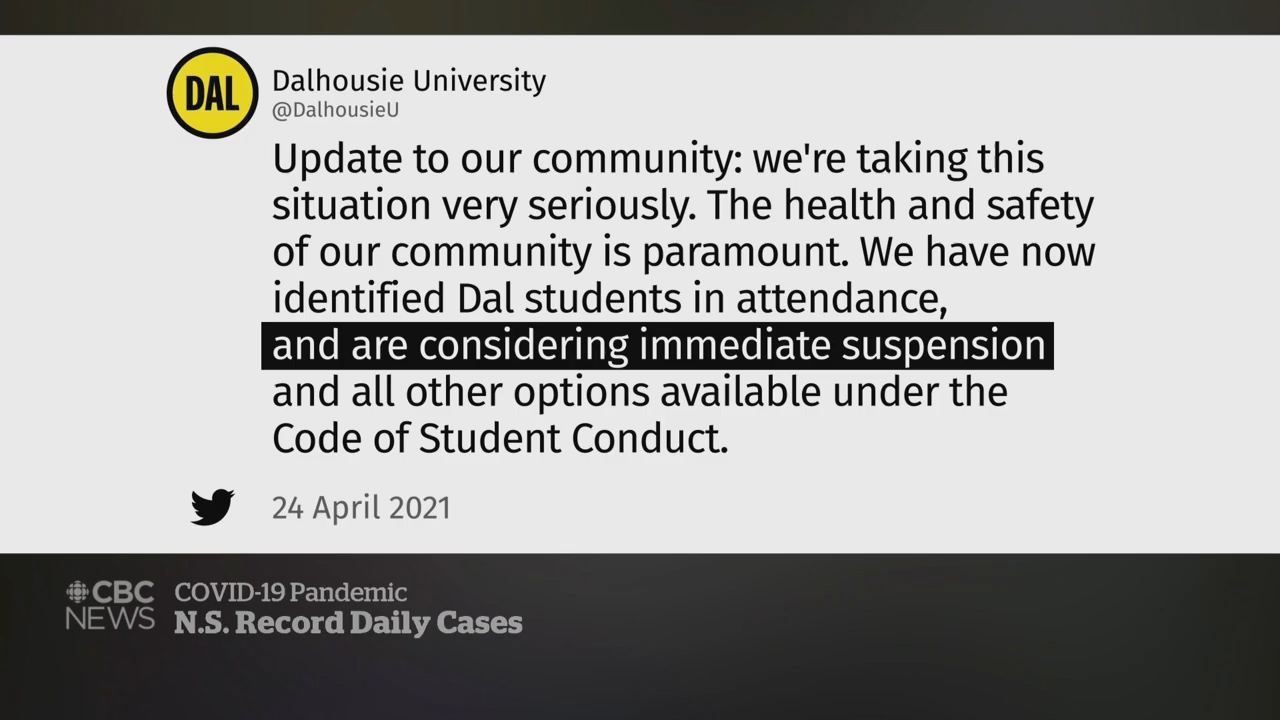 DAL
Dalhousie University
@DalhousieU
Update to our community: we're taking this
situation very seriously. The health and safety
of our community is paramount. We have now
identified Dal students in attendance,
and are considering immediate suspension
and all other options available under the
Code of Student Conduct.
24 April 2021
CBC
NEWS
COVID-19 Pandemic
N.S. Record Daily Cases